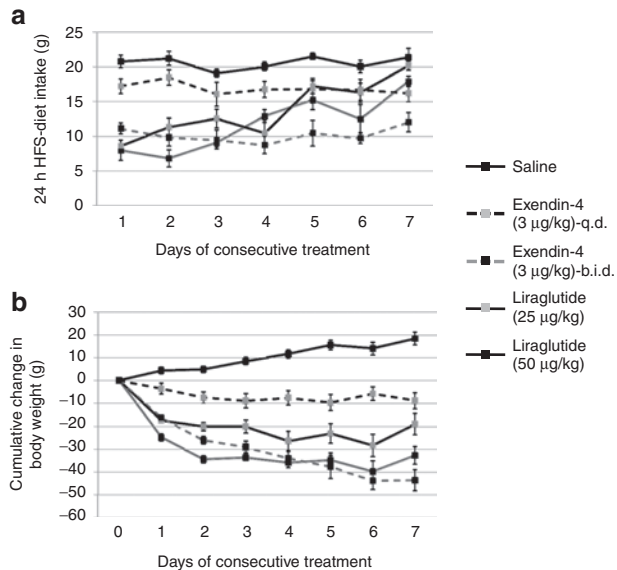 a
24 h HFS-diet intake (g)
25
20
15
10
5
0
1 2 3 4 5 6 7
Days of consecutive treatment
Saline
Exendin-4
(3 μg/kg)-q.d.
Exendin-4
(3 μg/kg)-b.i.d.
Liraglutide
(25 μg/kg)
Liraglutide
(50 μg/kg)
b
Cumulative change in
body weight (g)
30
20
10
0
−10
−20
−30
−40
−50
−60
0 1 2 3 4 5 6 7
Days of consecutive treatment